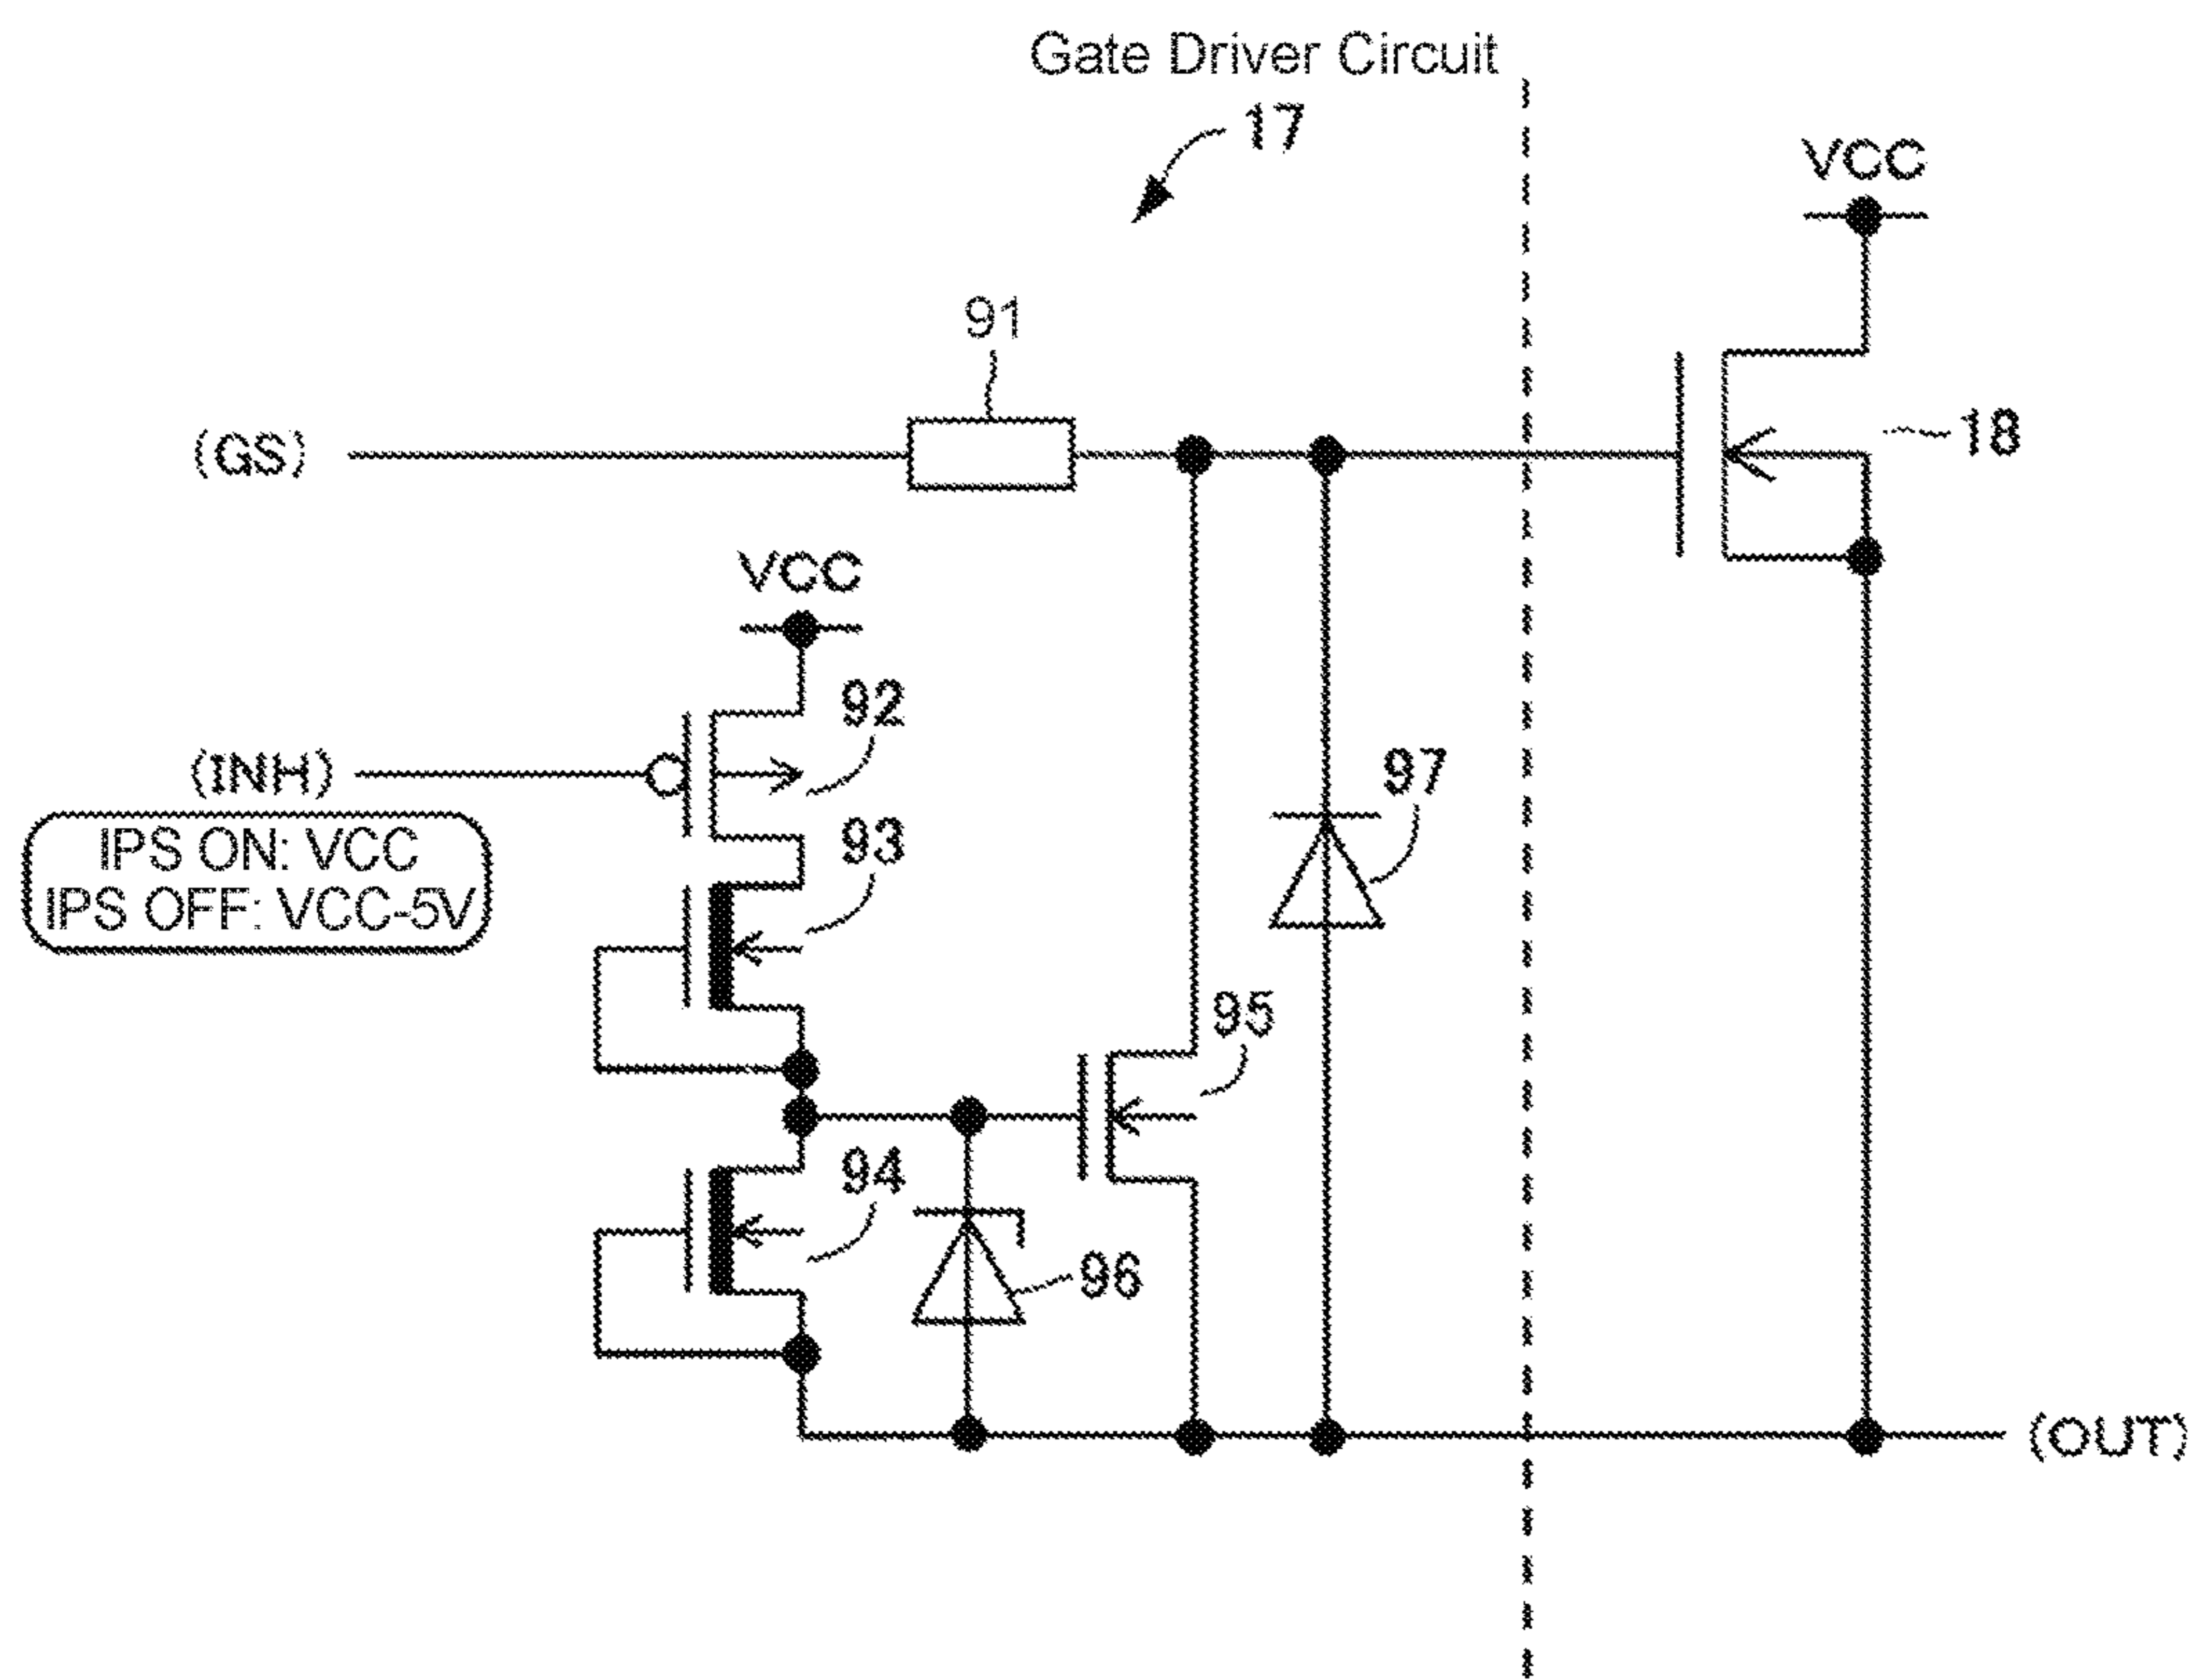 Gate Driver Circuit
17
VCC
91
(GS)
18
VCC
92
(INH)
97
IPS ON: VCC
IPS OFF: VCC-5V
93
95
94
96
(OUT)